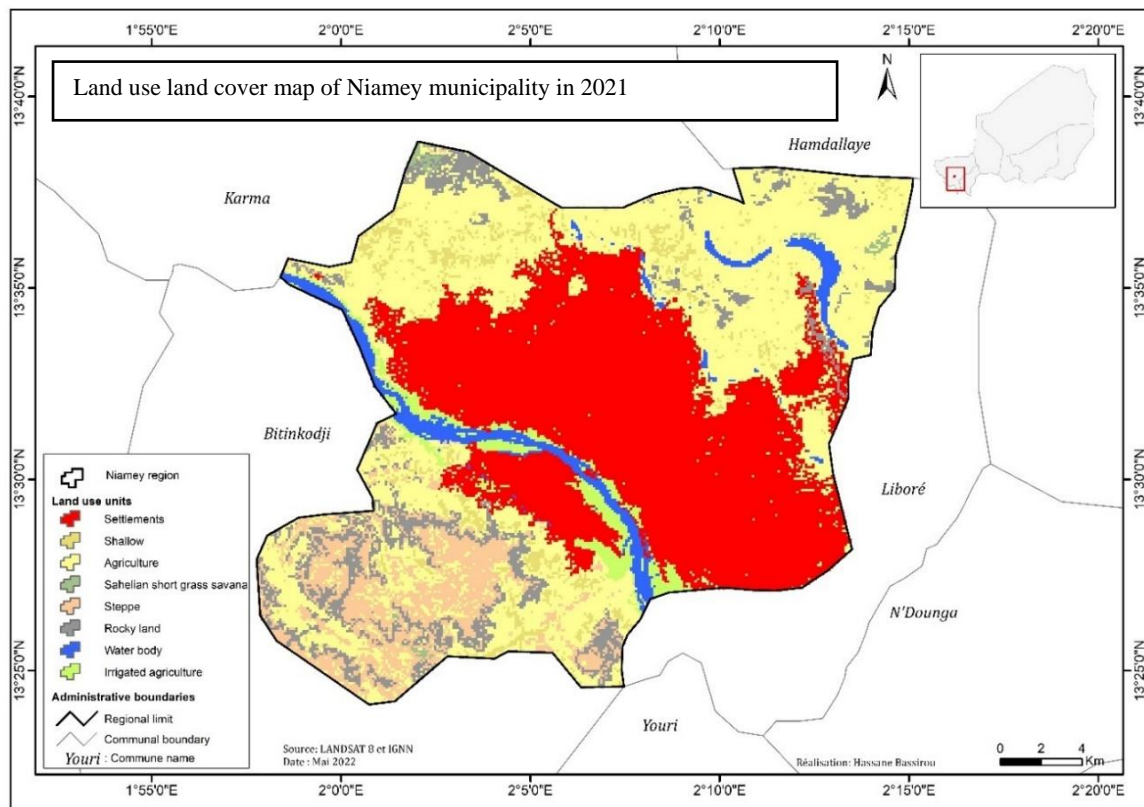 1°55'0"E 2°0'0"E 2°5'0"E 2°10'0"E 2°15'0"E 2°20'0"E
Land use land cover map of Niamey municipality in 2021
N
13°40'0"N 13°40'0"N
Hamdallaye
Karma
13°35'0"N 13°35'0"N
Bitinkodji
13°30'0"N 13°30'0"N
Liboré
N'Dounga
13°25'0"N 13°25'0"N
Youri
Niamey region
Land use units
Settlements
Shallow
Agriculture
Sahelian short grass savana
Steppe
Rocky land
Water body
Irrigated agriculture
Administrative boundaries
Regional limit
Communal boundary
Youri : Commune name
Source: LANDSAT 8 et IGNN
Date : Mai 2022
Réalisation: Hassane Bassirou
0 2 4
Km
1°55'0"E 2°0'0"E 2°5'0"E 2°10'0"E 2°15'0"E 2°20'0"E